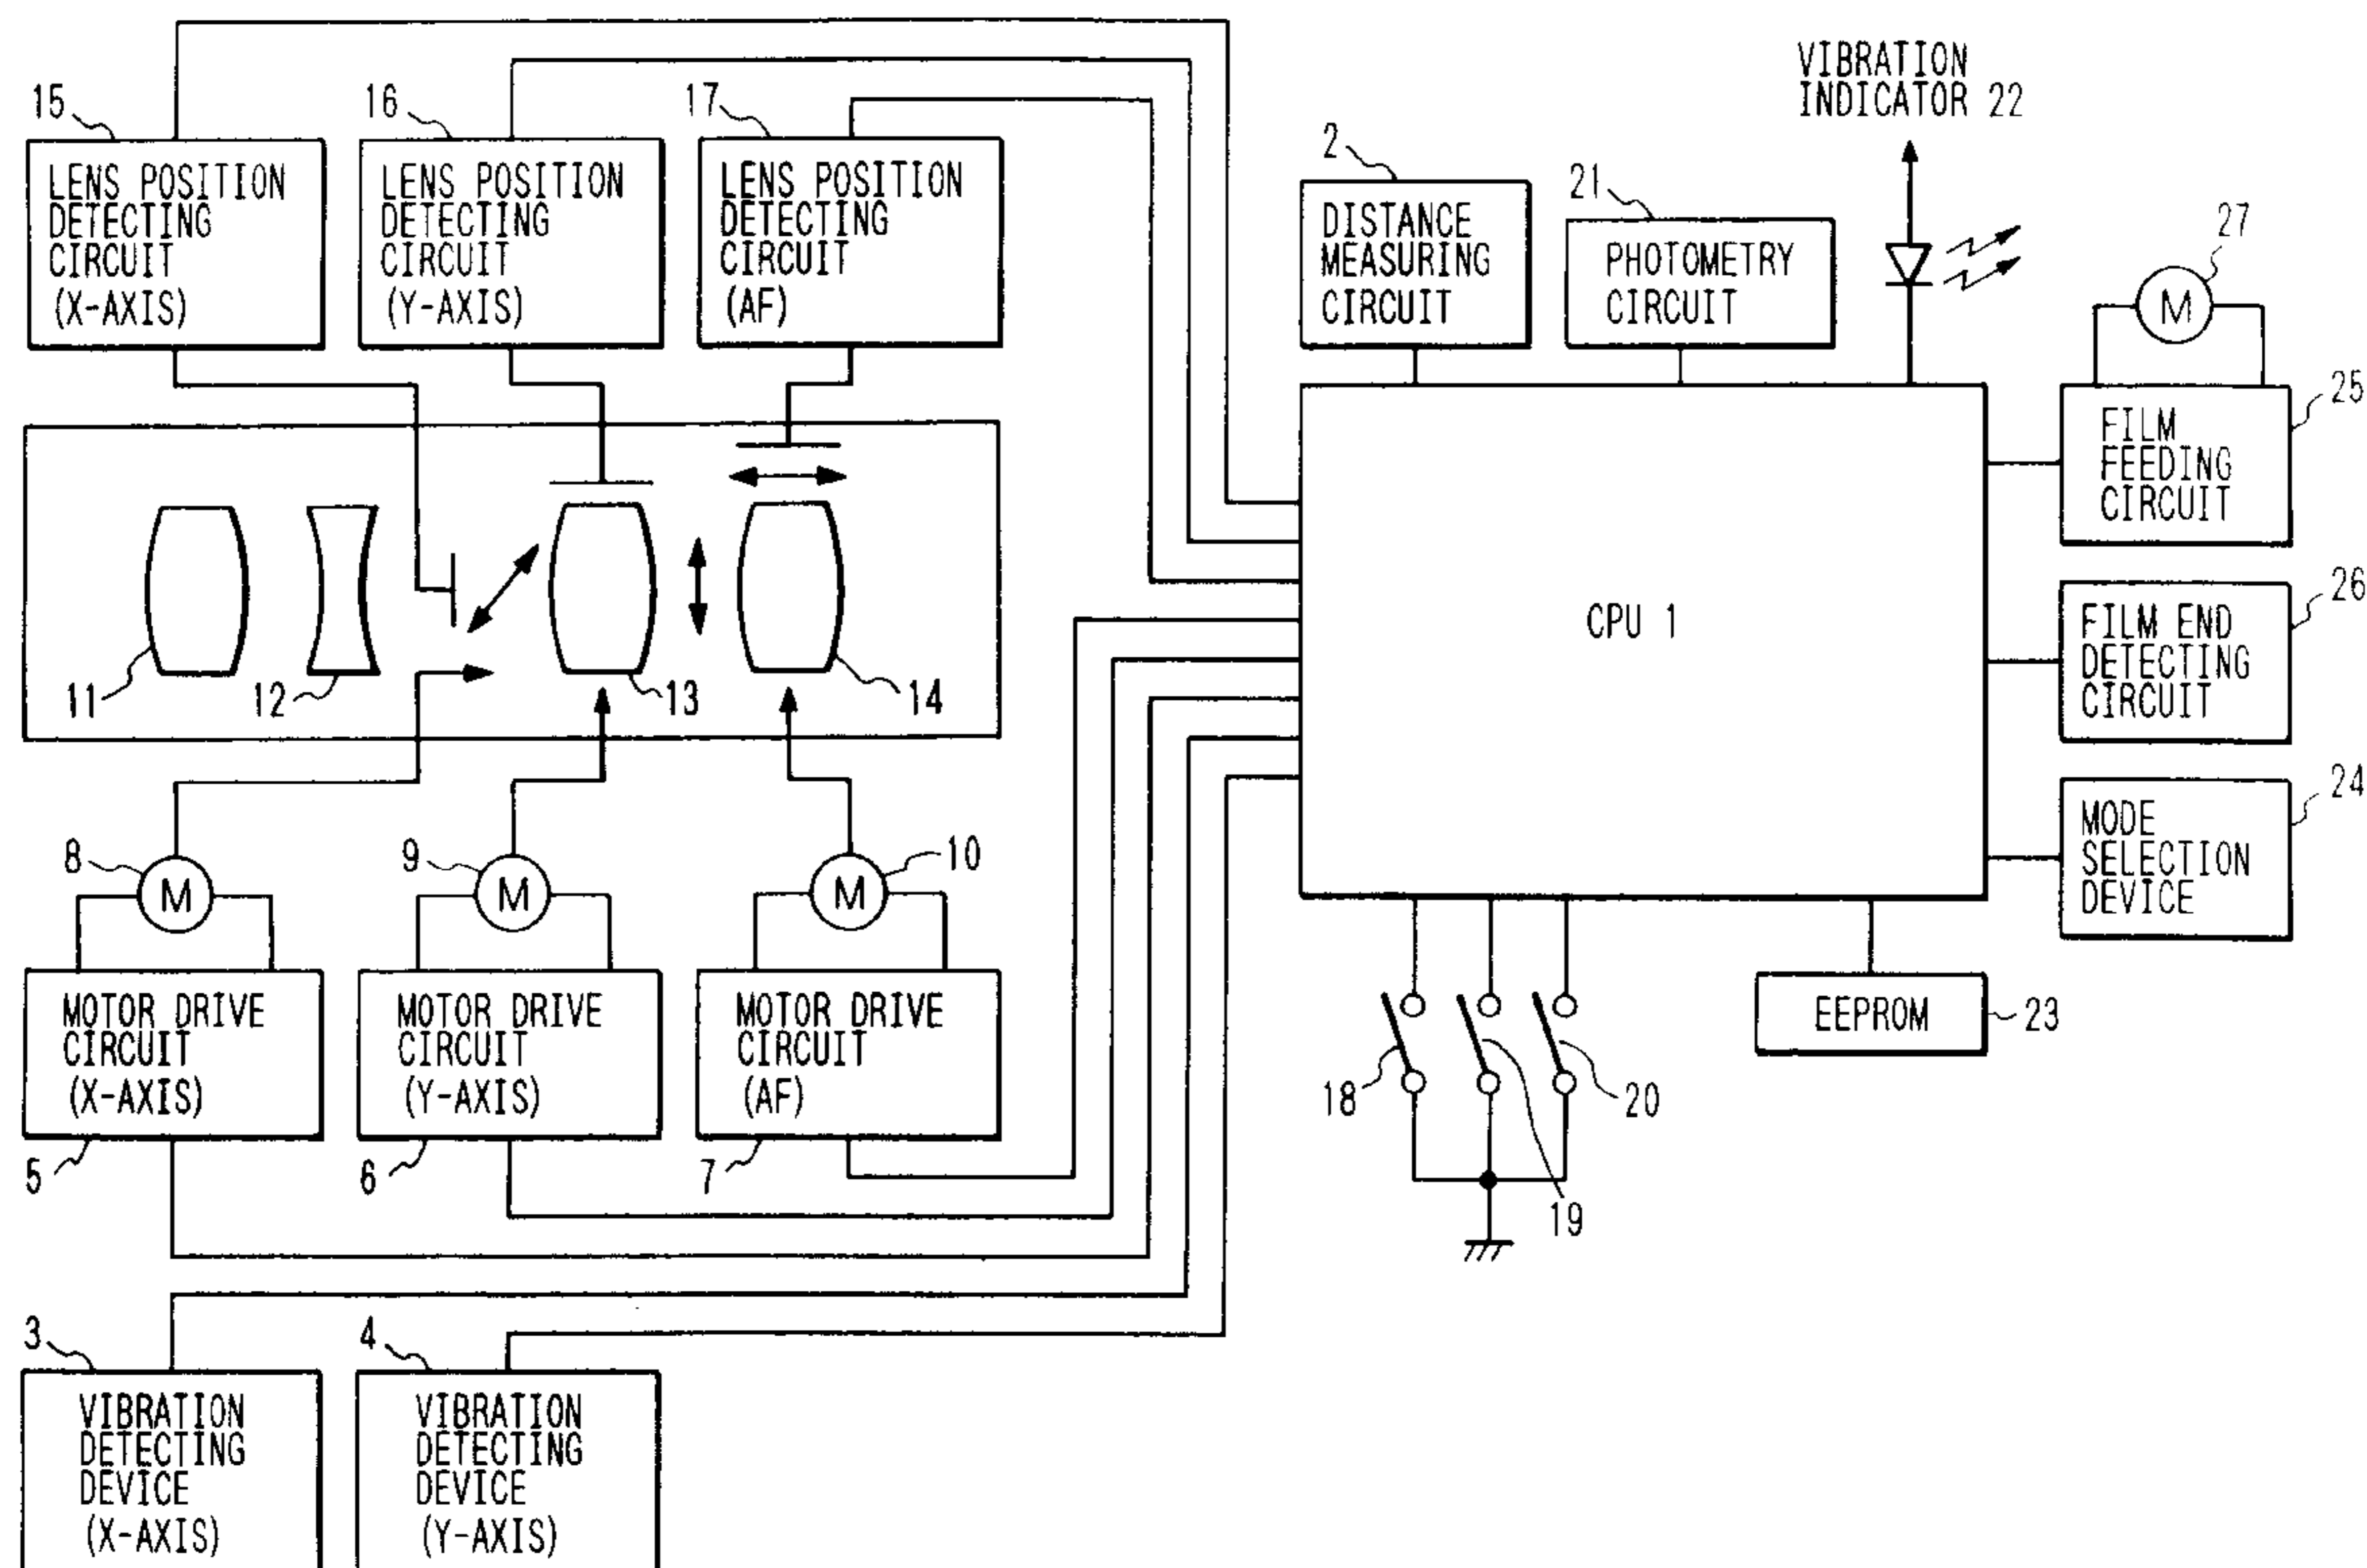 VIBRATION
INDICATOR 22
15
16
17
2
21
27
LENS POSITION
DETECTING
CIRCUIT
(X-AXIS)
LENS POSITION
DETECTING
CIRCUIT
(Y-AXIS)
LENS POSITION
DETECTING
CIRCUIT
(AF)
DISTANCE
MEASURING
CIRCUIT
PHOTOMETRY
CIRCUIT
M
25
FILM
FEEDING
CIRCUIT
26
FILM END
DETECTING
CIRCUIT
CPU 1
11
12
13
14
24
MODE
SELECTION
DEVICE
8
M
9
M
10
M
MOTOR DRIVE
CIRCUIT
(X-AXIS)
MOTOR DRIVE
CIRCUIT
(Y-AXIS)
MOTOR DRIVE
CIRCUIT
(AF)
EEPROM
23
18
19
20
5
6
7
3
4
VIBRATION
DETECTING
DEVICE
(X-AXIS)
VIBRATION
DETECTING
DEVICE
(Y-AXIS)